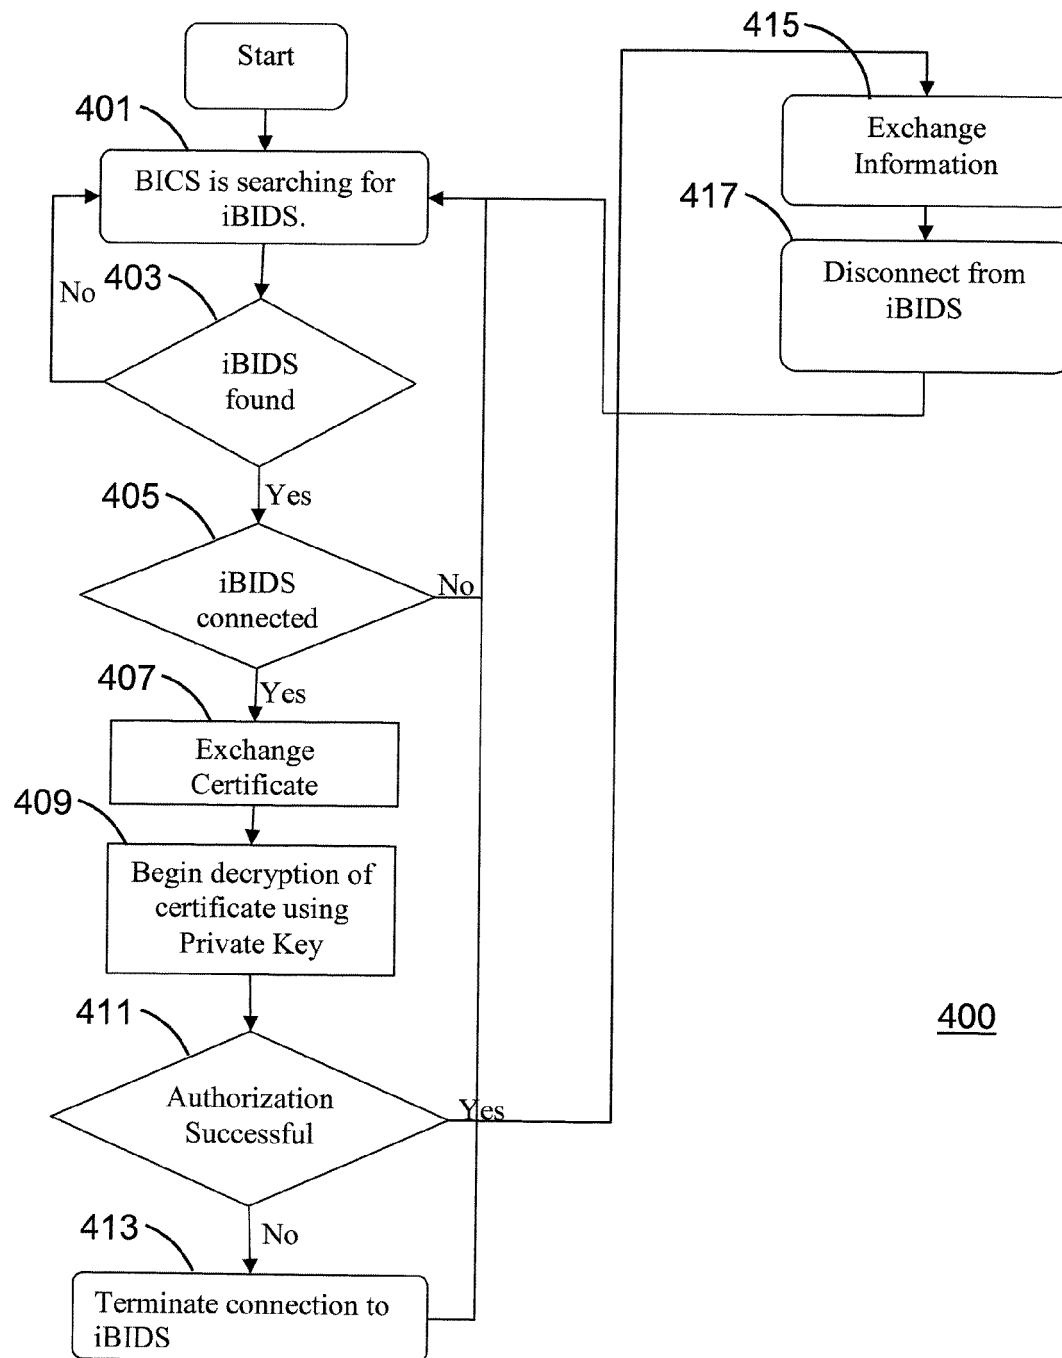 Start
401
BICS is searching for
iBIDS.
403
No
iBIDS
found
Yes
405
iBIDS
connected
No
Yes
407
Exchange
Certificate
409
Begin decryption of
certificate using
Private Key
411
Authorization
Successful
Yes
No
413
Terminate connection to
iBIDS
415
Exchange
Information
417
Disconnect from
iBIDS
400